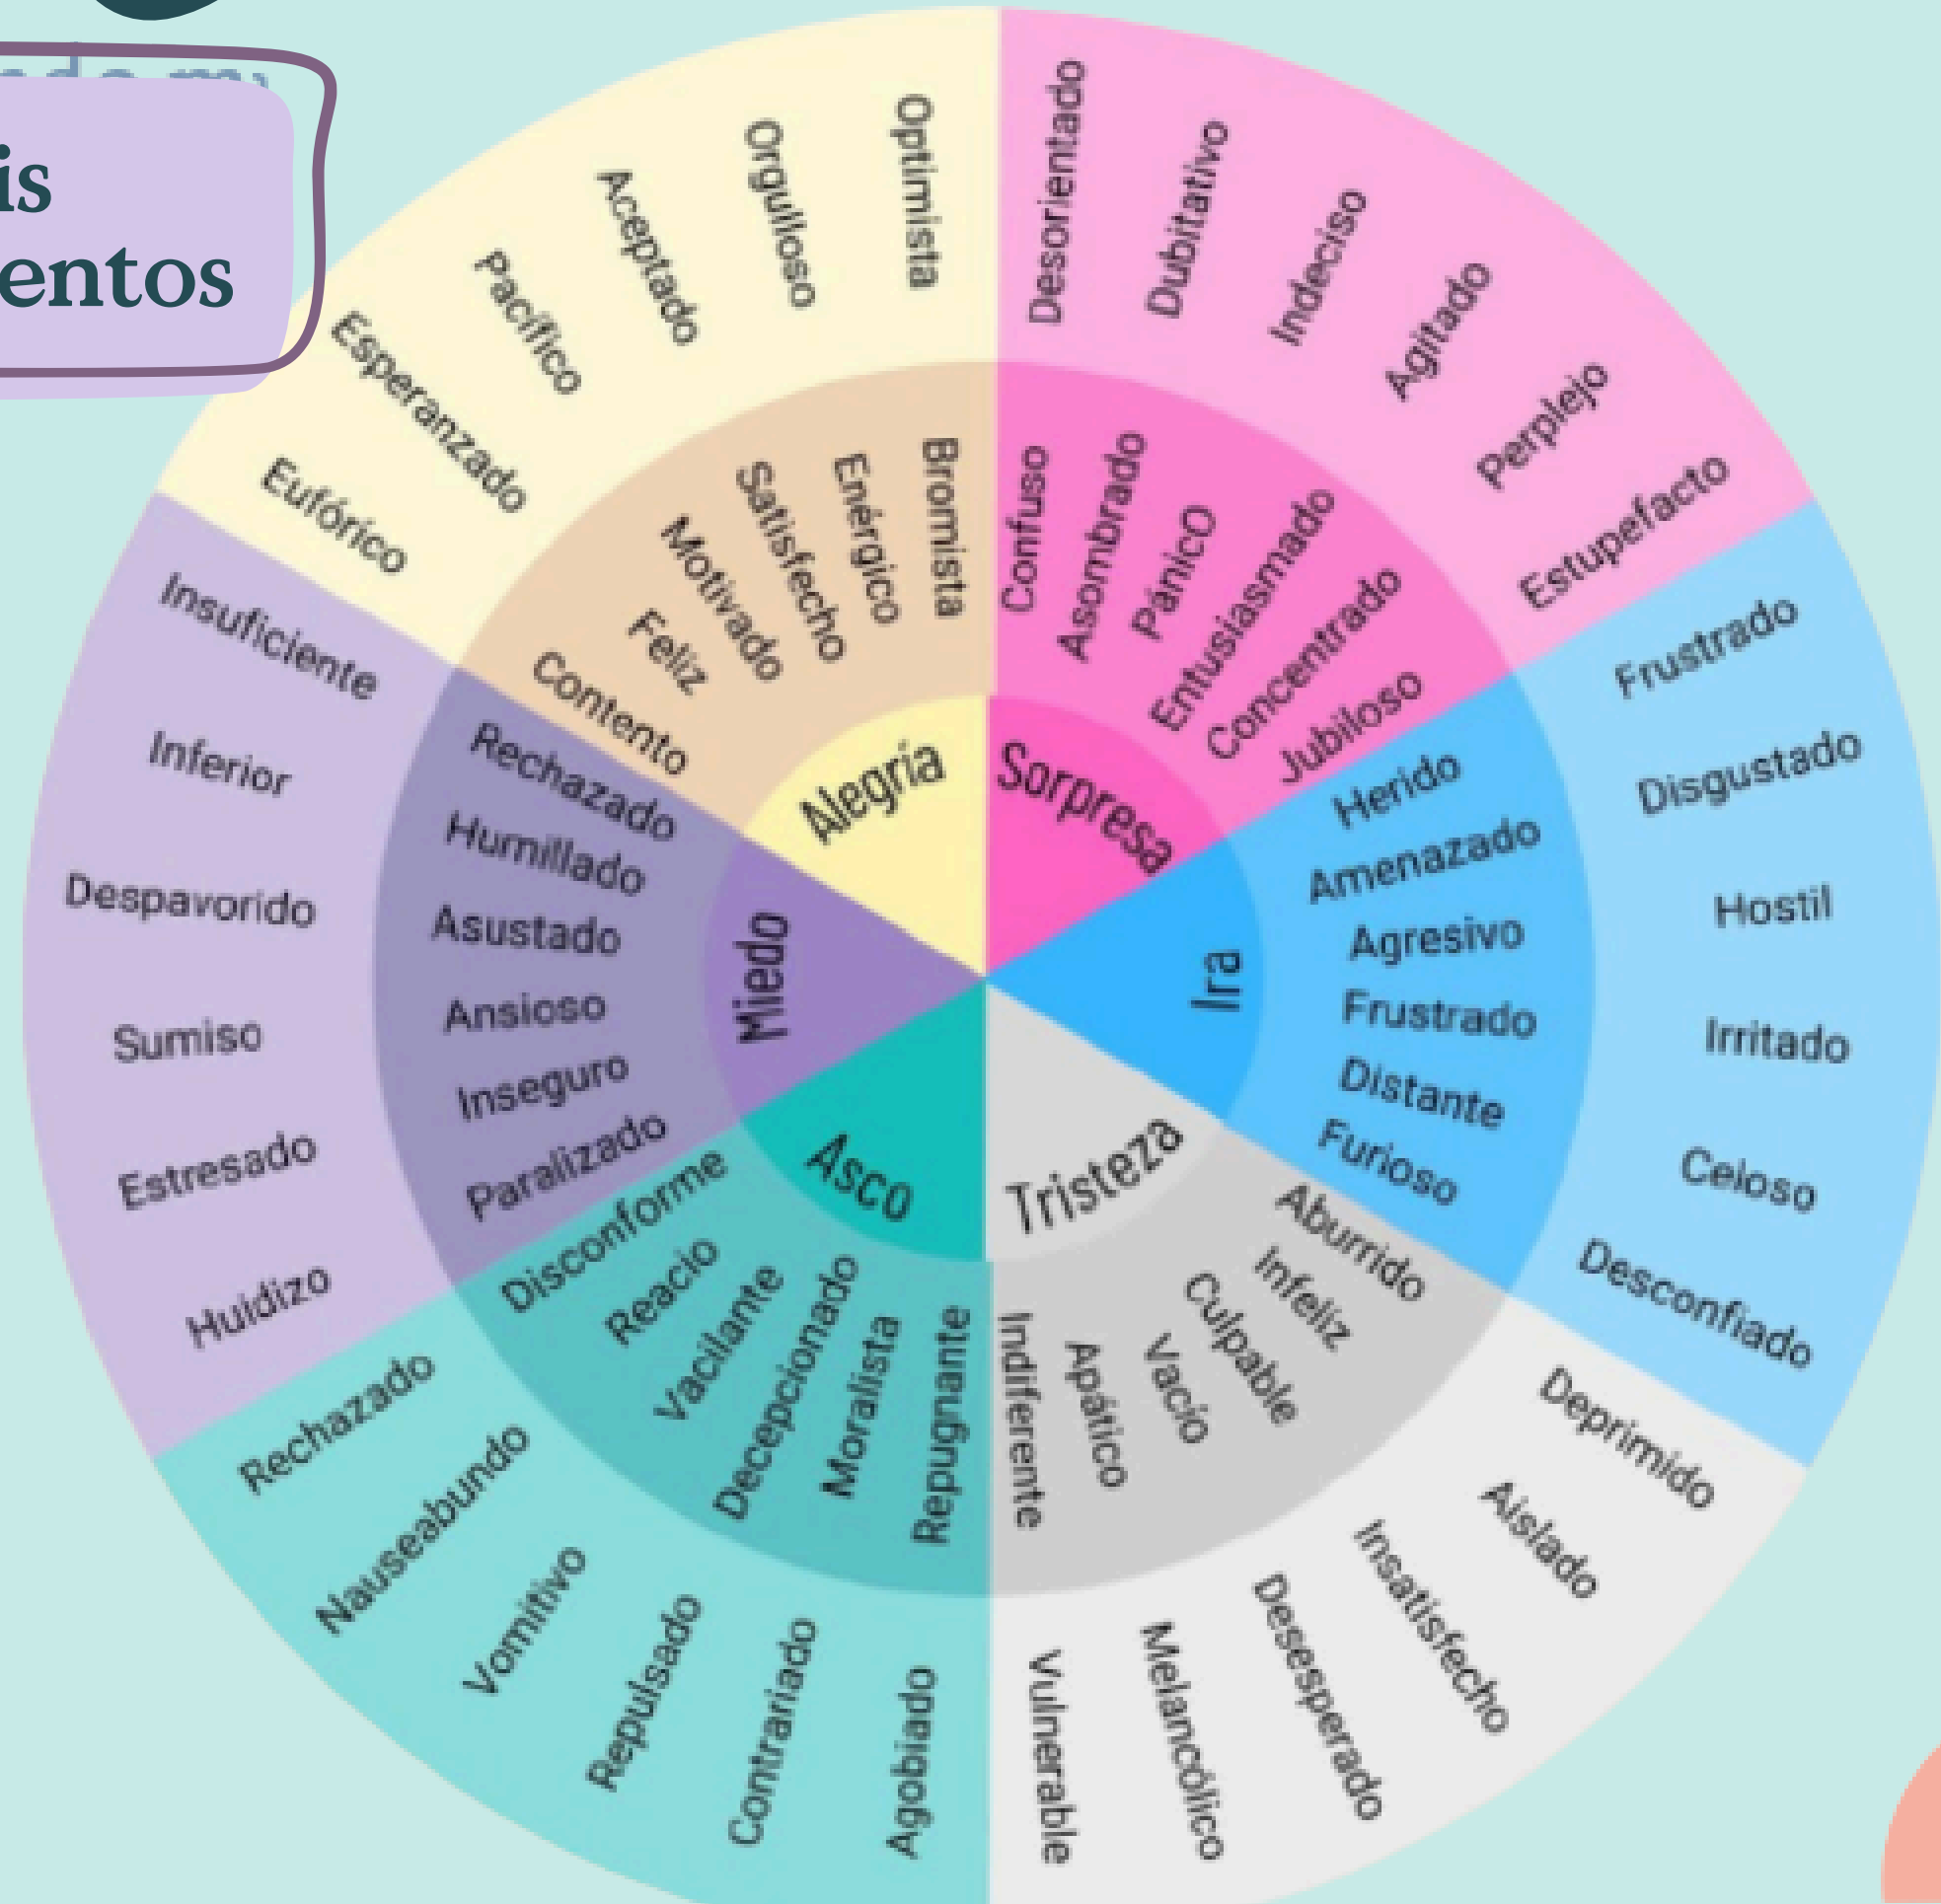 is
entos
Alegría
Sorpresa
Ira
Tristeza
Asco
Miedo
Contento
Feliz
Motivado
Satisfecho
Enérgico
Bromista
Confuso
Asombrado
PánicO
Entusiasmado
Concentrado
Jubiloso
Herido
Amenazado
Agresivo
Frustrado
Distante
Furioso
Aburrido
Infeliz
Culpable
Vacío
Apático
Indiferente
Repugnante
Moralista
Decepcionado
Vacilante
Reacio
Disconforme
Paralizado
Inseguro
Ansioso
Asustado
Humillado
Rechazado
Eufórico
Esperanzado
Pacífico
Aceptado
Orgulloso
Optimista
Desorientado
Dubitativo
Indeciso
Agitado
Perplejo
Estupefacto
Frustrado
Disgustado
Hostil
Irritado
Celoso
Desconfiado
Deprimido
Aislado
Insatisfecho
Desesperado
Melancólico
Vulnerable
Agobiado
Contrariado
Repulsado
Vomitivo
Nauseabundo
Rechazado
Huidizo
Estresado
Sumiso
Despavorido
Inferior
Insuficiente